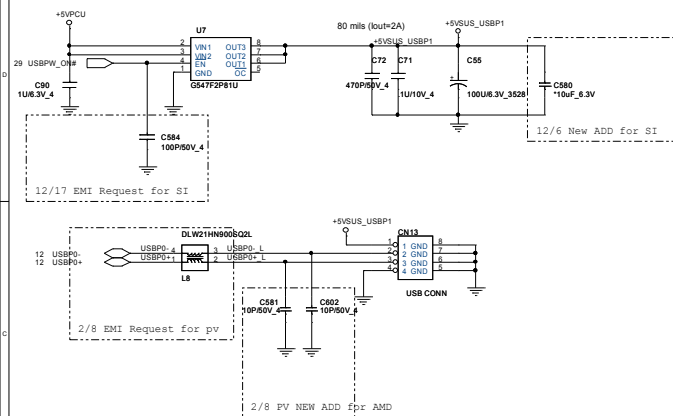 +5VPCU
U7
80 mils (Iout=2A)
+5VSUS_USBP1
+5VSUS_USBP1
2 VIN1 OUT3 8
3 VIN2 OUT2 7
29 USBPW_ON# 4 EN OUT1 6
1 GND OC 5
G547F2P81U
C90
1U/6.3V_4
C72
470P/50V_4
C71
.1U/10V_4
C55
+
100U/6.3V_3528
C580
*10uF_6.3V
D
C584
100P/50V_4
12/6 New ADD for SI
12/17 EMI Request for SI
+5VSUS_USBP1
DLW21HN900SQ2L
CN13
12 USBP0- USBP0- 4 3 USBP0-_L
12 USBP0+ USBP0+ 1 2 USBP0+_L
L8
1 1 GND 8
2 2 GND 7
3 3 GND 6
4 4 GND 5
USB CONN
C581
10P/50V_4
C602
10P/50V_4
2/8 EMI Request for pv
C
2/8 PV NEW ADD for AMD